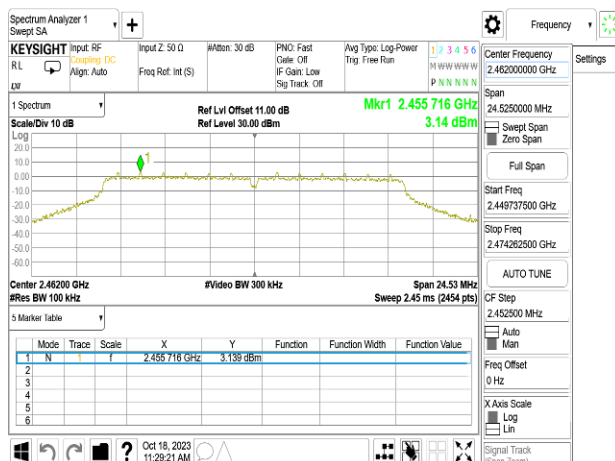 Spectrum Analyzer 1
Swept SA
+
Frequency
KEYSIGHT
RL
Input: RF
Coupling: DC
Align: Auto
Input Z: 50 Ω
Freq Ref: Int (S)
#Atten: 30 dB
PNO: Fast
Gate: Off
IF Gain: Low
Sig Track: Off
Avg Type: Log-Power
Trig: Free Run
1 2 3 4 5 6
M W W W W W
P N N N N N
Center Frequency
2.462000000 GHz
Settings
Span
24.5250000 MHz
Swept Span
Zero Span
Full Span
Start Freq
2.449737500 GHz
Stop Freq
2.474262500 GHz
AUTO TUNE
CF Step
2.452500 MHz
Auto
Man
Freq Offset
0 Hz
X Axis Scale
Log
Lin
Signal Track
(Span Zoom)
1 Spectrum
Scale/Div 10 dB
Ref Lvl Offset 11.00 dB
Ref Level 30.00 dBm
Mkr1 2.455 716 GHz
3.14 dBm
Log
20.0
10.0
0.00
-10.0
-20.0
-30.0
-40.0
-50.0
-60.0
1
Center 2.46200 GHz
#Res BW 100 kHz
#Video BW 300 kHz
Span 24.53 MHz
Sweep 2.45 ms (2454 pts)
5 Marker Table
Mode Trace Scale X Y Function Function Width Function Value
1 N 1 f 2.455 716 GHz 3.139 dBm
2
3
4
5
6
?
Oct 18, 2023
11:29:21 AM